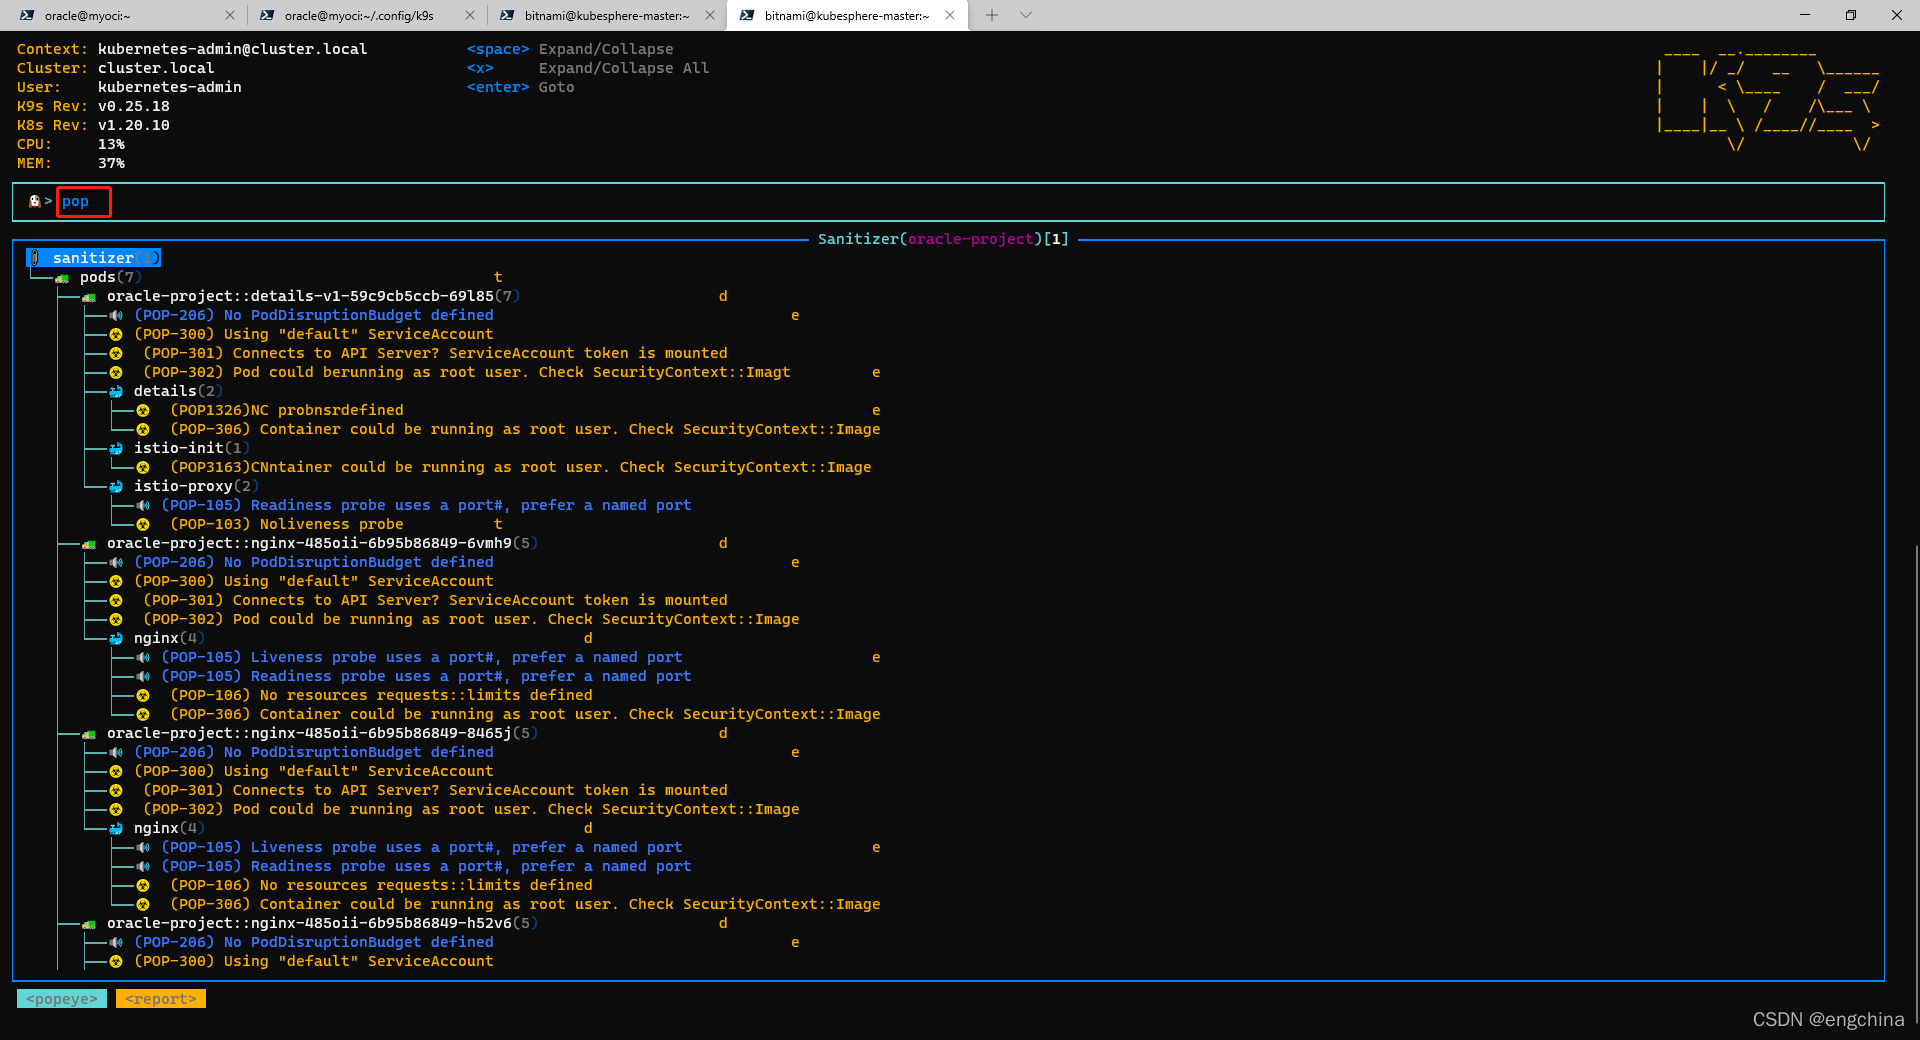 oracle@myoci:~
oracle@myoci:~/.config/k9s
bitnami@kubesphere-master:~
bitnami@kubesphere-master:~
Context: kubernetes-admin@cluster.local <space> Expand/Collapse
Cluster: cluster.local <x> Expand/Collapse All
User: kubernetes-admin <enter> Goto
K9s Rev: v0.25.18
K8s Rev: v1.20.10
CPU: 13%
MEM: 37%
> pop
Sanitizer(oracle-project)[1]
sanitizer(1)
pods(7) t
oracle-project::details-v1-59c9cb5ccb-69l85(7) d
(POP-206) No PodDisruptionBudget defined e
(POP-300) Using "default" ServiceAccount
(POP-301) Connects to API Server? ServiceAccount token is mounted
(POP-302) Pod could berunning as root user. Check SecurityContext::Imagt e
details(2)
(POP1326)NC probnsrdefined e
(POP-306) Container could be running as root user. Check SecurityContext::Image
istio-init(1)
(POP3163)CNntainer could be running as root user. Check SecurityContext::Image
istio-proxy(2)
(POP-105) Readiness probe uses a port#, prefer a named port
(POP-103) Noliveness probe t
oracle-project::nginx-485oii-6b95b86849-6vmh9(5) d
(POP-206) No PodDisruptionBudget defined e
(POP-300) Using "default" ServiceAccount
(POP-301) Connects to API Server? ServiceAccount token is mounted
(POP-302) Pod could be running as root user. Check SecurityContext::Image
nginx(4) d
(POP-105) Liveness probe uses a port#, prefer a named port e
(POP-105) Readiness probe uses a port#, prefer a named port
(POP-106) No resources requests::limits defined
(POP-306) Container could be running as root user. Check SecurityContext::Image
oracle-project::nginx-485oii-6b95b86849-8465j(5) d
(POP-206) No PodDisruptionBudget defined e
(POP-300) Using "default" ServiceAccount
(POP-301) Connects to API Server? ServiceAccount token is mounted
(POP-302) Pod could be running as root user. Check SecurityContext::Image
nginx(4) d
(POP-105) Liveness probe uses a port#, prefer a named port e
(POP-105) Readiness probe uses a port#, prefer a named port
(POP-106) No resources requests::limits defined
(POP-306) Container could be running as root user. Check SecurityContext::Image
oracle-project::nginx-485oii-6b95b86849-h52v6(5) d
(POP-206) No PodDisruptionBudget defined e
(POP-300) Using "default" ServiceAccount
<popeye> <report>
CSDN @engchina